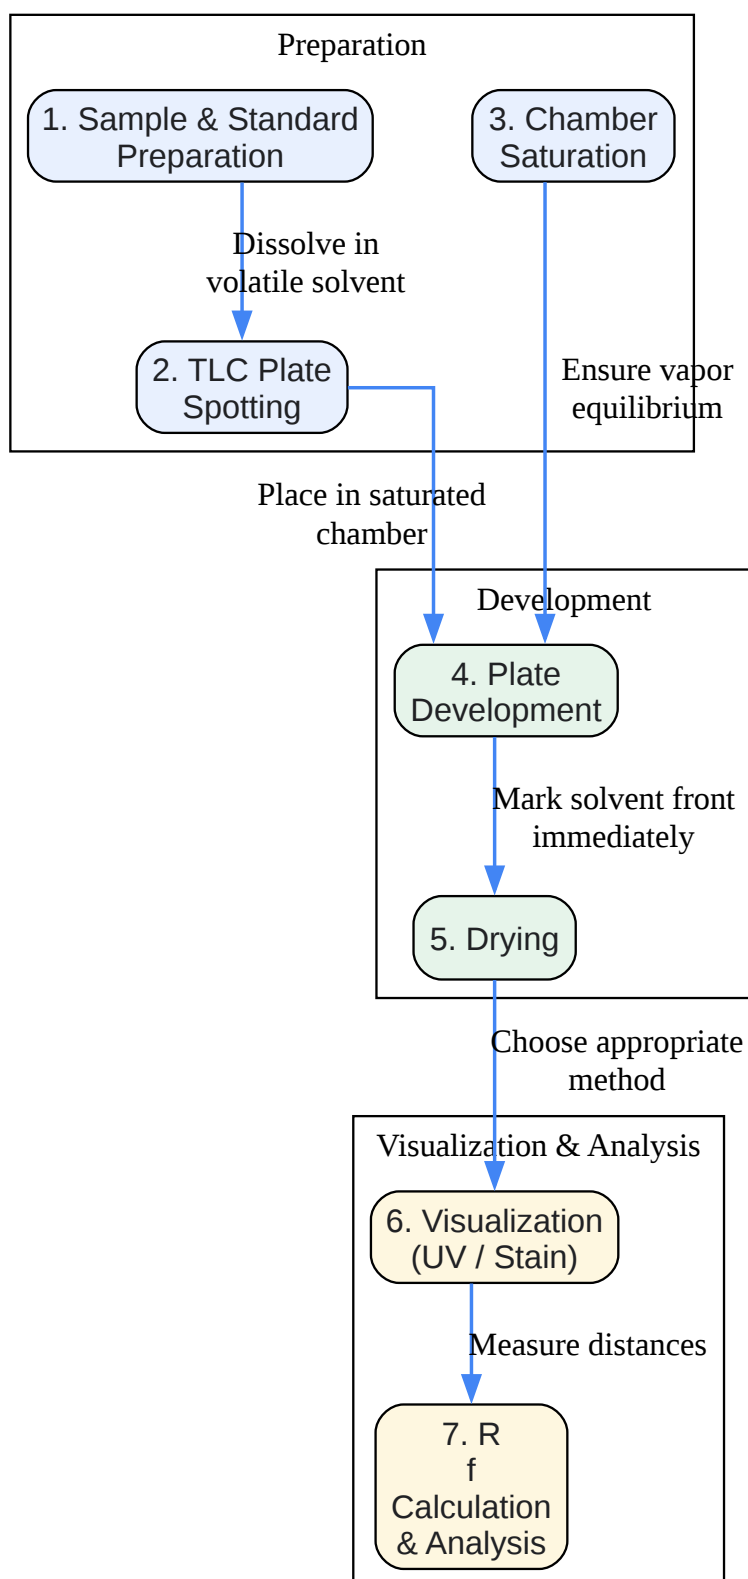 Preparation
1. Sample & Standard
Preparation
3. Chamber
Saturation
Dissolve in
volatile solvent
2. TLC Plate
Spotting
Ensure vapor
equilibrium
Place in saturated
chamber
Development
4. Plate
Development
Mark solvent front
immediately
5. Drying
Choose appropriate
method
Visualization & Analysis
6. Visualization
(UV / Stain)
Measure distances
7. R
f
Calculation
& Analysis